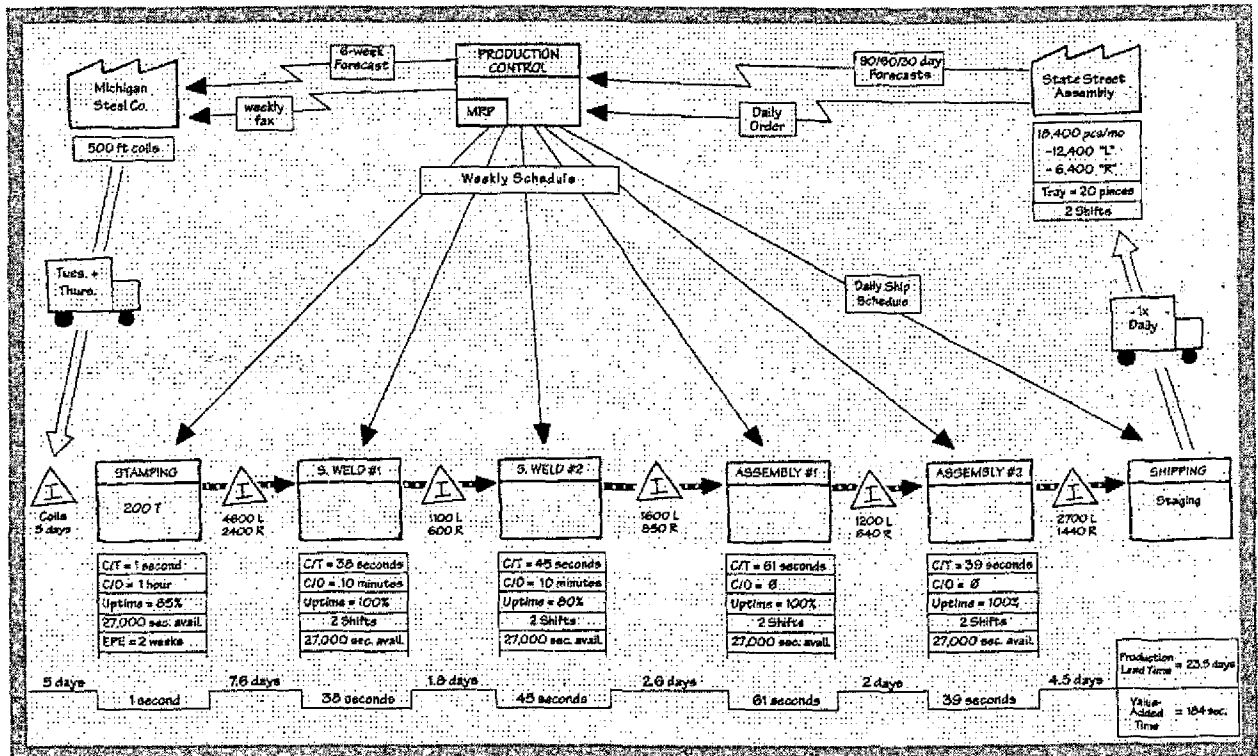 6-week
Forecast
PRODUCTION
CONTROL
90/60/30 day
Forecasts
Michigan
Steel Co.
State Street
Assembly
weekly
fax
MRP
Daily
Order
500 ft coils
18,400 pcs/mo
-12,400 "L"
- 6,400 "R"
Tray = 20 pieces
2 Shifts
Weekly Schedule
Tues. +
Thurs.
Daily Ship
Schedule
1x
Daily
I
Coils
5 days
STAMPING
200 T
I
4600 L
2400 R
S. WELD #1
I
1100 L
600 R
S. WELD #2
I
1600 L
850 R
ASSEMBLY #1
I
1200 L
640 R
ASSEMBLY #2
I
2700 L
1440 R
SHIPPING
Staging
C/T = 1 second
C/O = 1 hour
Uptime = 85%
27,000 sec. avail.
EPE = 2 weeks
C/T = 38 seconds
C/O = 10 minutes
Uptime = 100%
2 Shifts
27,000 sec. avail.
C/T = 45 seconds
C/O = 10 minutes
Uptime = 80%
2 Shifts
27,000 sec. avail.
C/T = 61 seconds
C/O = 0
Uptime = 100%
2 Shifts
27,000 sec. avail.
C/T = 39 seconds
C/O = 0
Uptime = 100%
2 Shifts
27,000 sec. avail.
5 days
1 second
7.6 days
38 seconds
1.8 days
45 seconds
2.6 days
61 seconds
2 days
39 seconds
4.5 days
Production
Lead Time = 23.5 days
Value-
Added = 184 sec.
Time